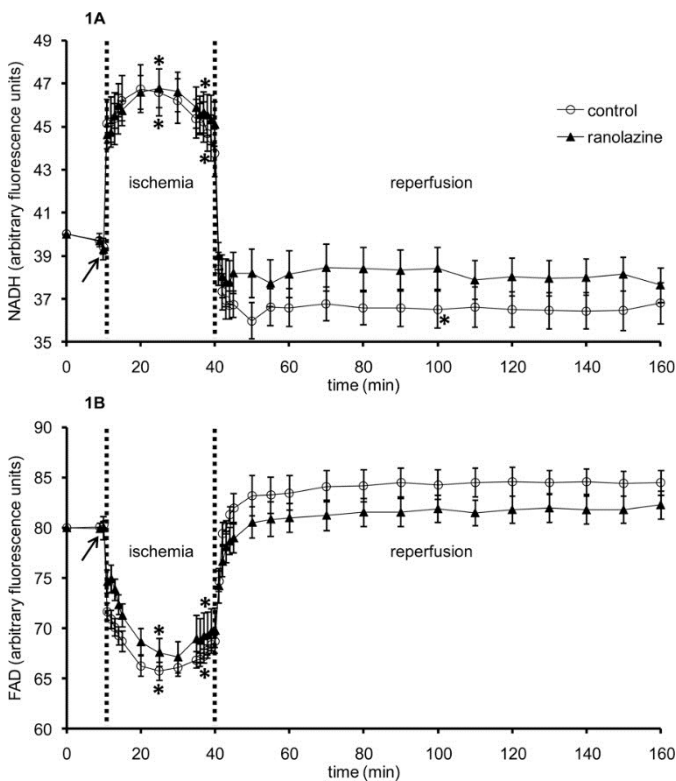 1A
49
47
45
40
39
37
35
NADH (arbitrary fluorescence units)
* *
* *
*
ischemia
reperfusion
control
ranolazine
0 20 40 60 80 100 120 140 160
time (min)
1B
90
85
80
75
70
65
60
FAD (arbitrary fluorescence units)
ischemia
reperfusion
* *
* *
0 20 40 60 80 100 120 140 160
time (min)